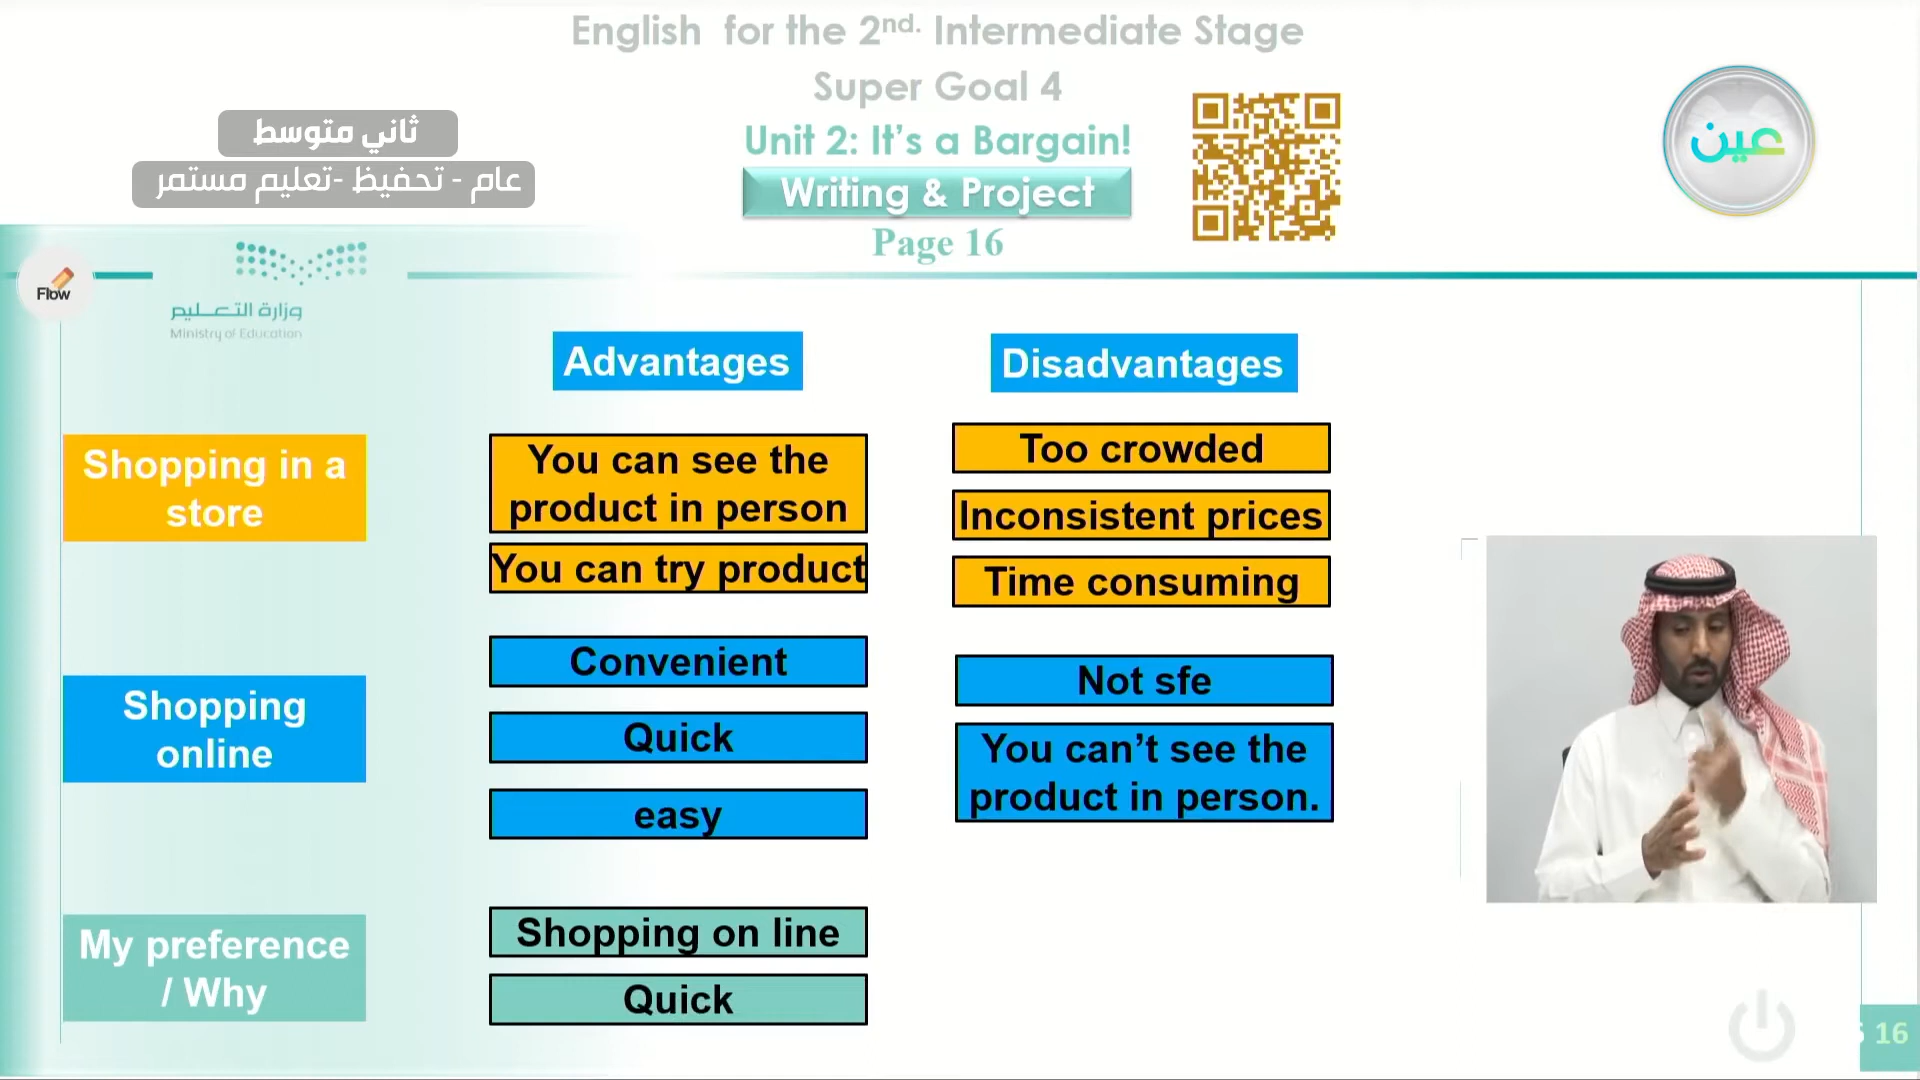 English for the 2nd. Intermediate Stage
Super Goal 4
Unit 2: It’s a Bargain!
Writing & Project
Page 16
ثاني متوسط
عام - تحفيظ -تعليم مستمر
عين
Flow
وزارة التعليم
Ministry of Education
Advantages
Disadvantages
Shopping in a
store
You can see the
product in person
You can try product
Too crowded
Inconsistent prices
Time consuming
Shopping
online
Convenient
Quick
easy
Not sfe
You can’t see the
product in person.
My preference
/ Why
Shopping on line
Quick
16